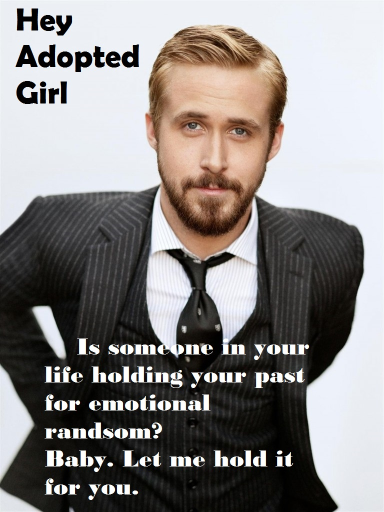 Hey
Adopted
Girl
Is someone in your
life holding your past
for emotional
randsom?
Baby. Let me hold it
for you.